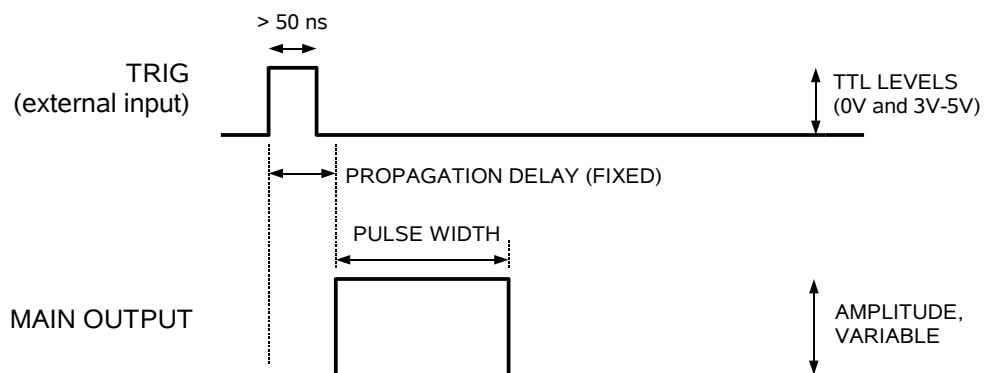 > 50 ns
TRIG
(external input)
TTL LEVELS
(0V and 3V-5V)
PROPAGATION DELAY (FIXED)
PULSE WIDTH
MAIN OUTPUT
AMPLITUDE,
VARIABLE